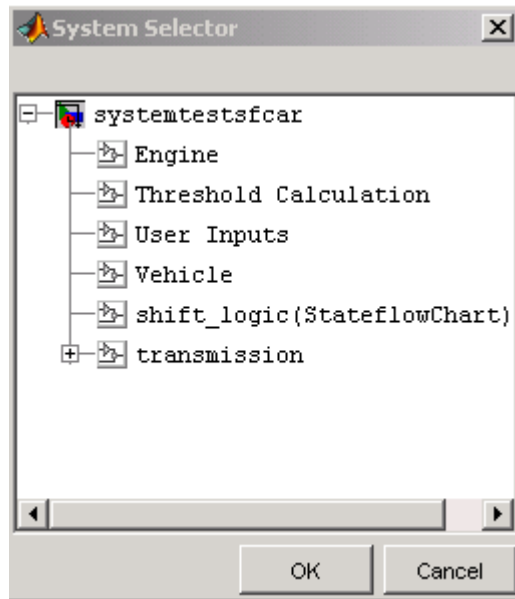 System Selector
systemtestsfcar
Engine
Threshold Calculation
User Inputs
Vehicle
shift_logic(StateflowChart)
transmission
OK Cancel